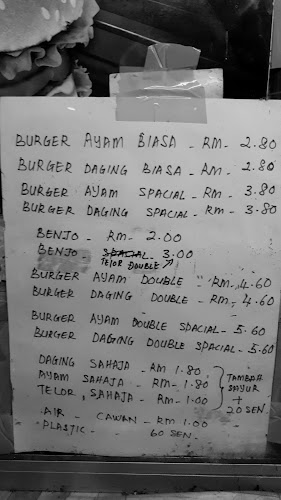 BURGER AYAM BIASA - RM - 2.80
BURGER DAGING BIASA - RM - 2.80
BURGER AYAM SPACIAL - RM - 3.80
BURGER DAGING SPACIAL - RM - 3.80
BENJO - RM - 2.00
BENJO SPACIAL - 3.00
TELOR DOUBLE
BURGER AYAM DOUBLE " RM - 4.60
BURGER DAGING DOUBLE - RM - 4.60
BURGER AYAM DOUBLE SPACIAL - 5.60
BURGER DAGING DOUBLE SPACIAL - 5.60
DAGING SAHAJA - RM 1.80
AYAM SAHAJA - RM - 1.80
TELOR SAHAJA - RM - 1.00
TAMBAH
SAYUR
+
20 SEN
AIR - CAWAN - RM 1.00
PLASTIC - 60 SEN